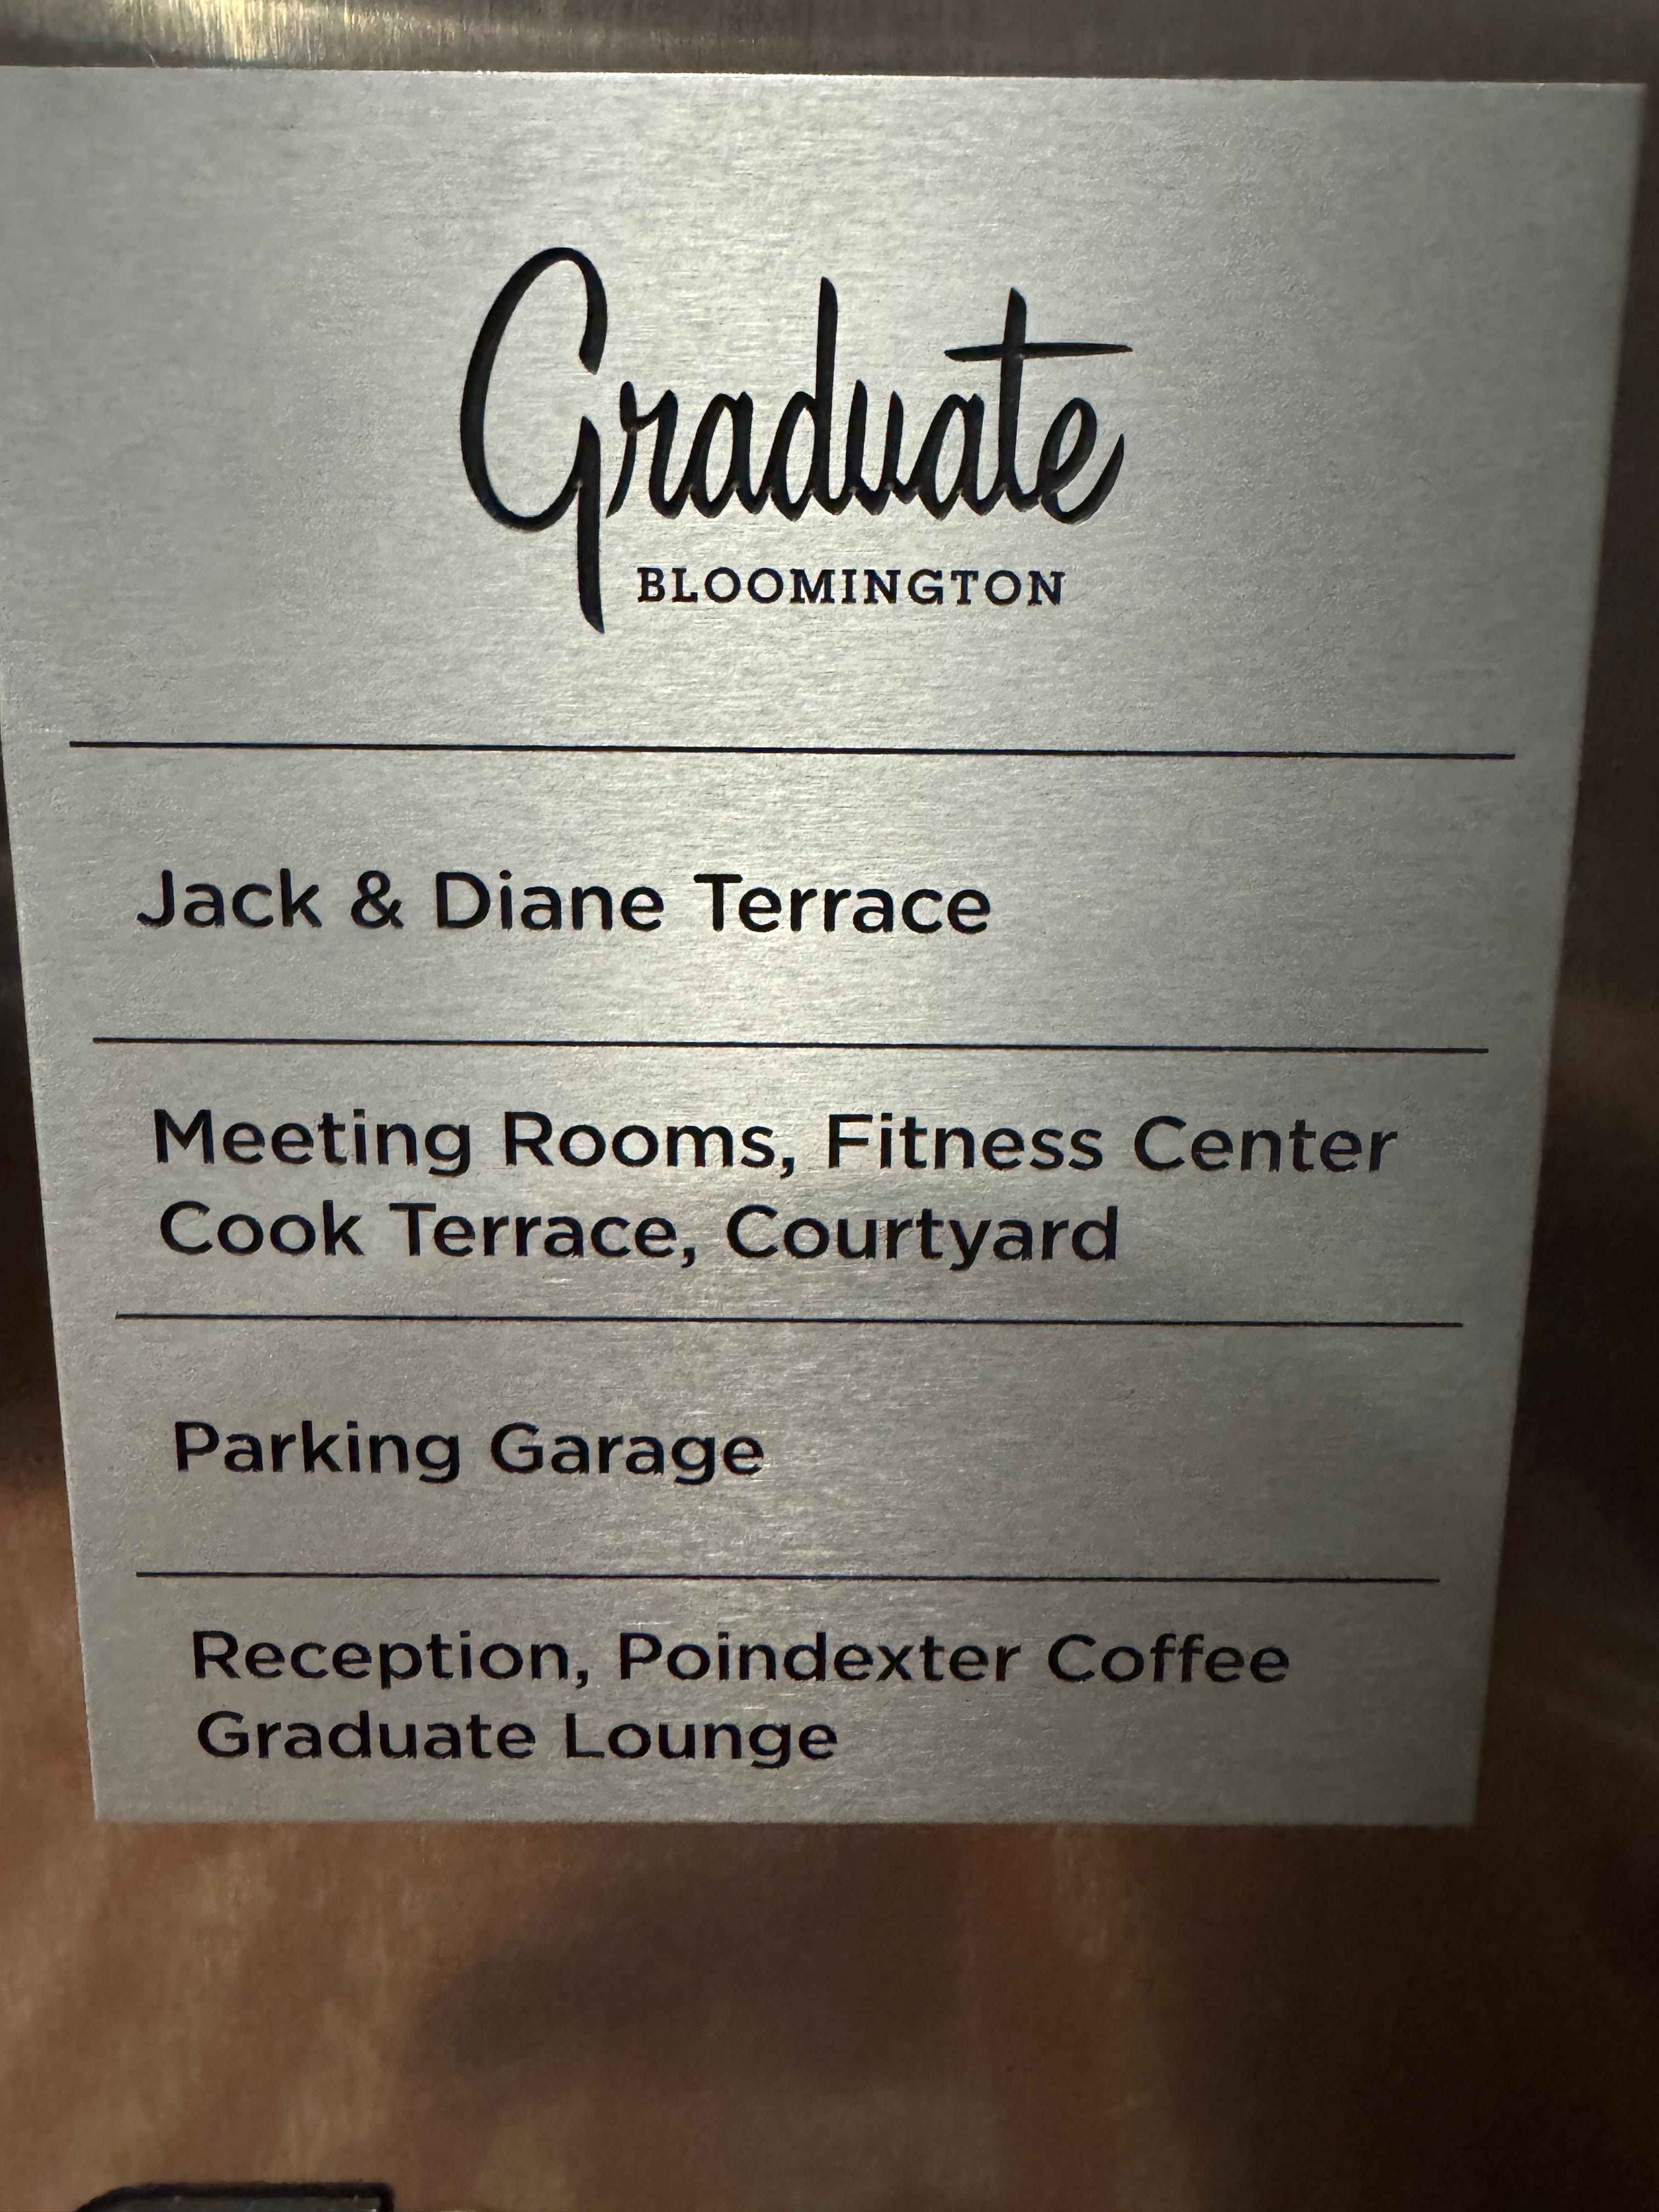 Graduate
BLOOMINGTON
Jack & Diane Terrace
Meeting Rooms, Fitness Center
Cook Terrace, Courtyard
Parking Garage
Reception, Poindexter Coffee
Graduate Lounge